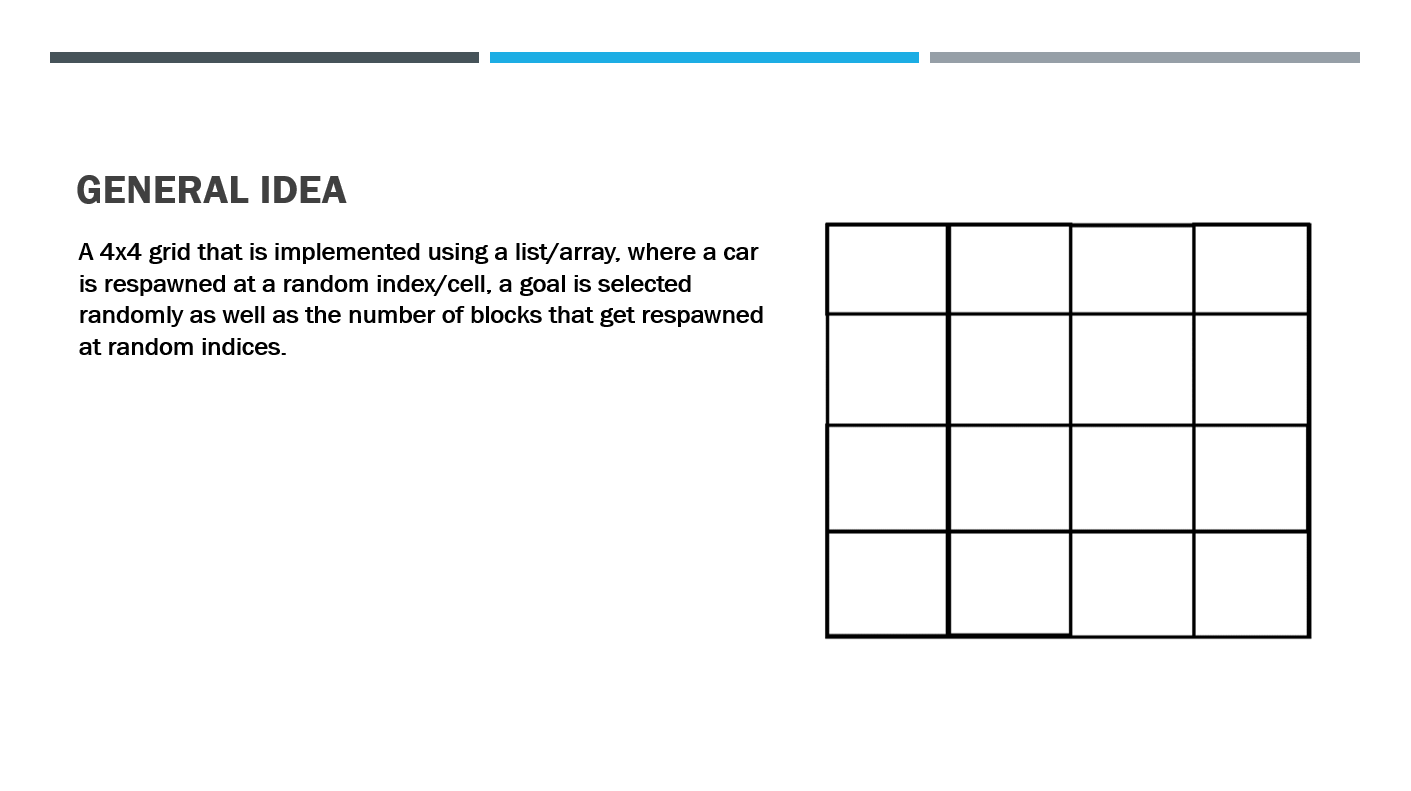 GENERAL IDEA
A 4x4 grid that is implemented using a list/array, where a car
is respawned at a random index/cell, a goal is selected
randomly as well as the number of blocks that get respawned
at random indices.